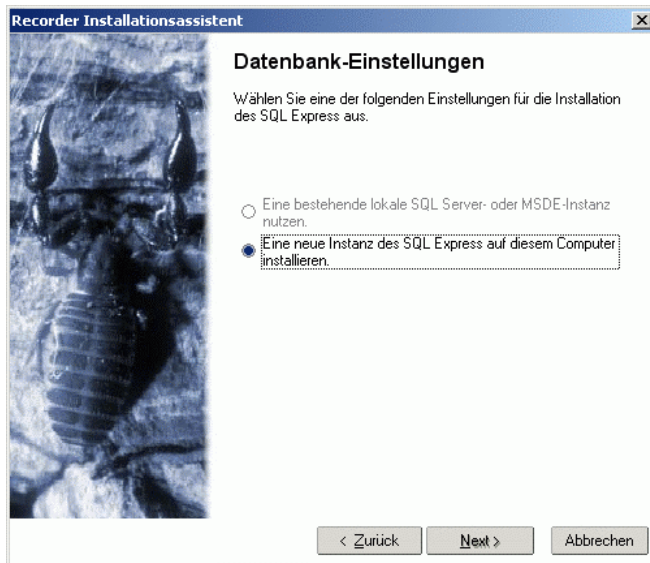 Recorder Installationsassistent
Datenbank-Einstellungen
Wählen Sie eine der folgenden Einstellungen für die Installation
des SQL Express aus.
Eine bestehende lokale SQL Server- oder MSDE-Instanz
nutzen.
Eine neue Instanz des SQL Express auf diesem Computer
installieren.
< Zurück
Next >
Abbrechen